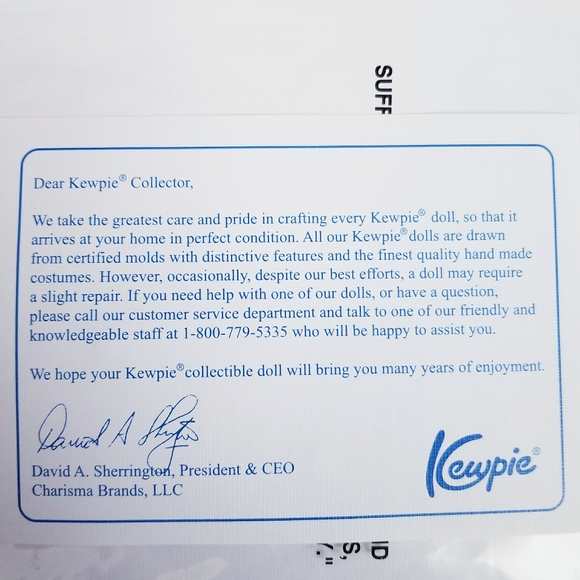 SUFF
Dear Kewpie® Collector,
We take the greatest care and pride in crafting every Kewpie® doll, so that it
arrives at your home in perfect condition. All our Kewpie® dolls are drawn
from certified molds with distinctive features and the finest quality hand made
costumes. However, occasionally, despite our best efforts, a doll may require
a slight repair. If you need help with one of our dolls, or have a question,
please call our customer service department and talk to one of our friendly and
knowledgeable staff at 1-800-779-5335 who will be happy to assist you.
We hope your Kewpie® collectible doll will bring you many years of enjoyment.
David A Sherrington
David A. Sherrington, President & CEO
Charisma Brands, LLC
Kewpie®
ID
S,
."